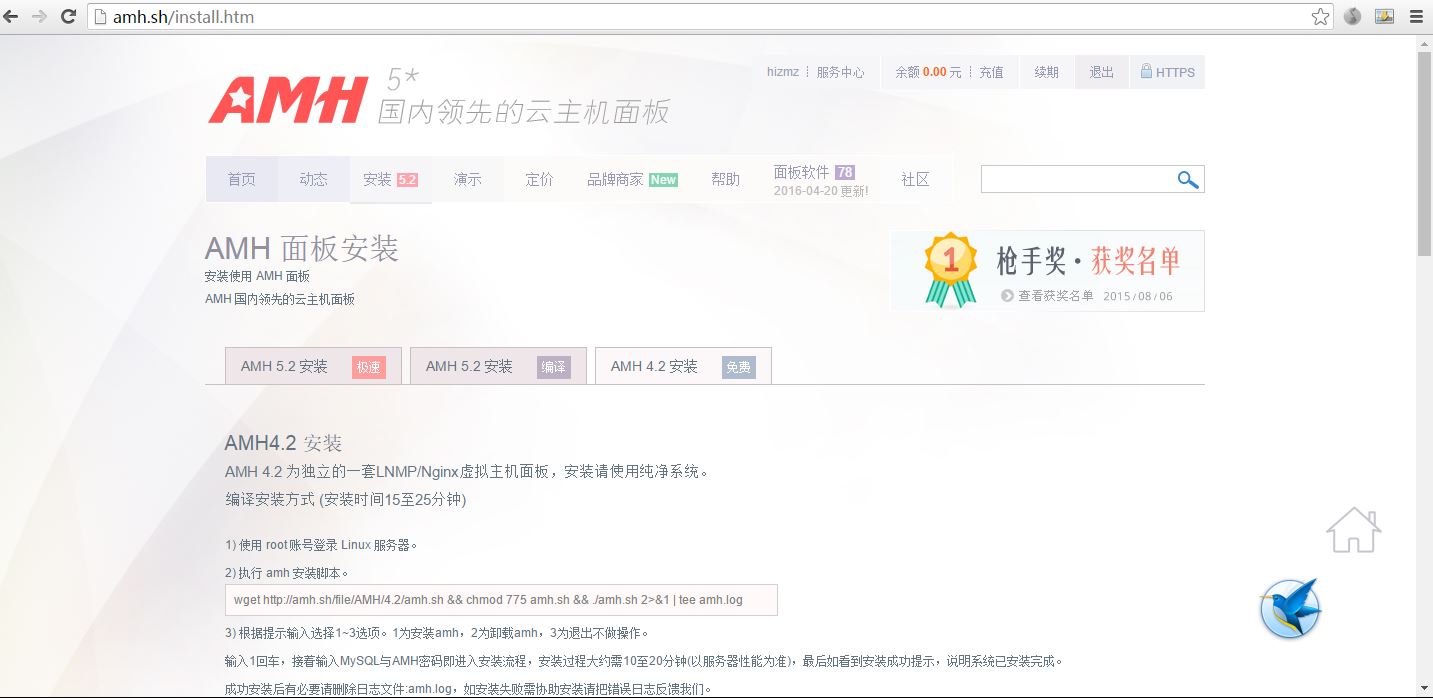 amh.sh/install.htm
AMH 5*
国内领先的云主机面板
hizmz 服务中心 余额 0.00 元 充值 续期 退出 HTTPS
首页 动态 安装 5.2 演示 定价 品牌商家 New 帮助 面板软件 78 社区
2016-04-20 更新!
AMH 面板安装
安装使用 AMH 面板
AMH 国内领先的云主机面板
1 枪手奖·获奖名单
查看获奖名单 2015/08/06
AMH 5.2 安装 极速 AMH 5.2 安装 编译 AMH 4.2 安装 免费
AMH4.2 安装
AMH 4.2 为独立的一套LNMP/Nginx虚拟主机面板，安装请使用纯净系统。
编译安装方式 (安装时间15至25分钟)
1) 使用 root 账号登录 Linux 服务器。
2) 执行 amh 安装脚本。
wget http://amh.sh/file/AMH/4.2/amh.sh && chmod 775 amh.sh && ./amh.sh 2>&1 | tee amh.log
3) 根据提示输入选择1~3选项。1为安装amh，2为卸载amh，3为退出不做操作。
输入1回车，接着输入MySQL与AMH密码即进入安装流程，安装过程大约需10至20分钟(以服务器性能为准)，最后如看到安装成功提示，说明系统已安装完成。
成功安装后有必要请删除日志文件:amh.log，如安装失败需协助安装请把错误日志反馈我们。